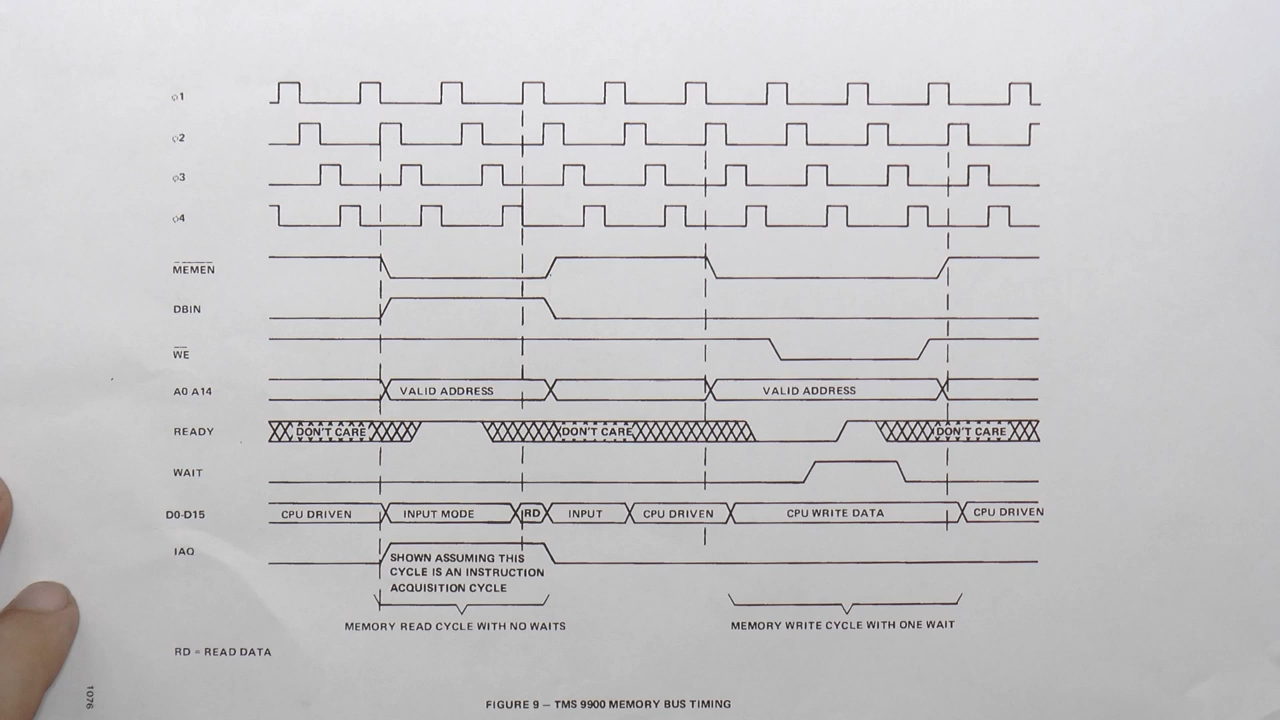 φ1
φ2
φ3
φ4
MEMEN
DBIN
WE
A0 A14 VALID ADDRESS VALID ADDRESS
READY DON'T CARE DON'T CARE DON'T CARE
WAIT
D0-D15 CPU DRIVEN INPUT MODE RD INPUT CPU DRIVEN CPU WRITE DATA CPU DRIVEN
IAQ SHOWN ASSUMING THIS
CYCLE IS AN INSTRUCTION
ACQUISITION CYCLE
MEMORY READ CYCLE WITH NO WAITS MEMORY WRITE CYCLE WITH ONE WAIT
RD = READ DATA
1076
FIGURE 9 – TMS 9900 MEMORY BUS TIMING